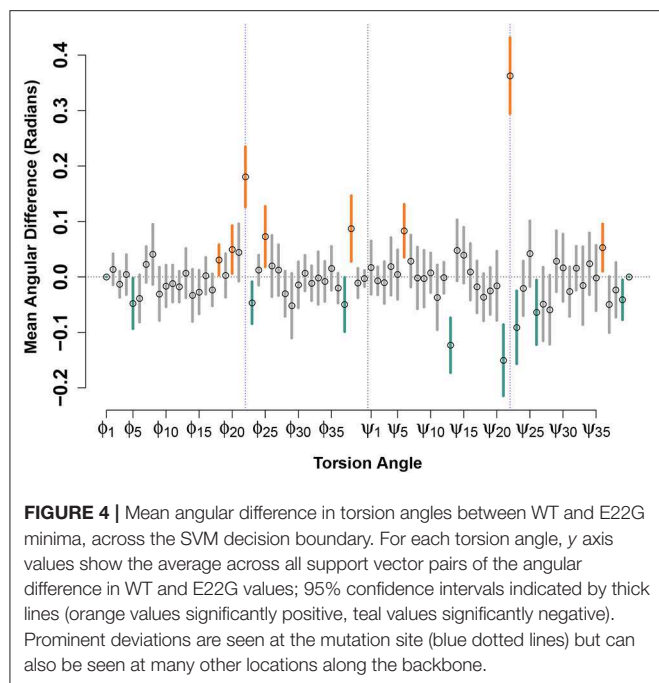 Mean Angular Difference (Radians)
0.4
0.3
0.2
0.1
0.0
−0.1
−0.2
ϕ1 ϕ5 ϕ10 ϕ15 ϕ20 ϕ25 ϕ30 ϕ35 ψ1 ψ5 ψ10 ψ15 ψ20 ψ25 ψ30 ψ35
Torsion Angle
FIGURE 4 | Mean angular difference in torsion angles between WT and E22G
minima, across the SVM decision boundary. For each torsion angle, y axis
values show the average across all support vector pairs of the angular
difference in WT and E22G values; 95% confidence intervals indicated by thick
lines (orange values significantly positive, teal values significantly negative).
Prominent deviations are seen at the mutation site (blue dotted lines) but can
also be seen at many other locations along the backbone.